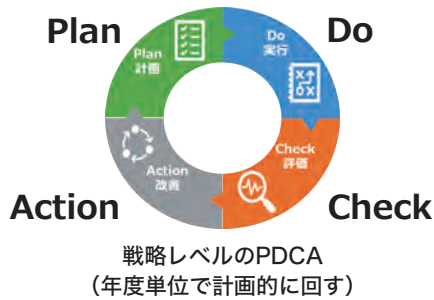 Plan
Do
Plan
計画
Do
実行
Action
改善
Check
評価
Action
Check
戦略レベルのPDCA
（年度単位で計画的に回す）